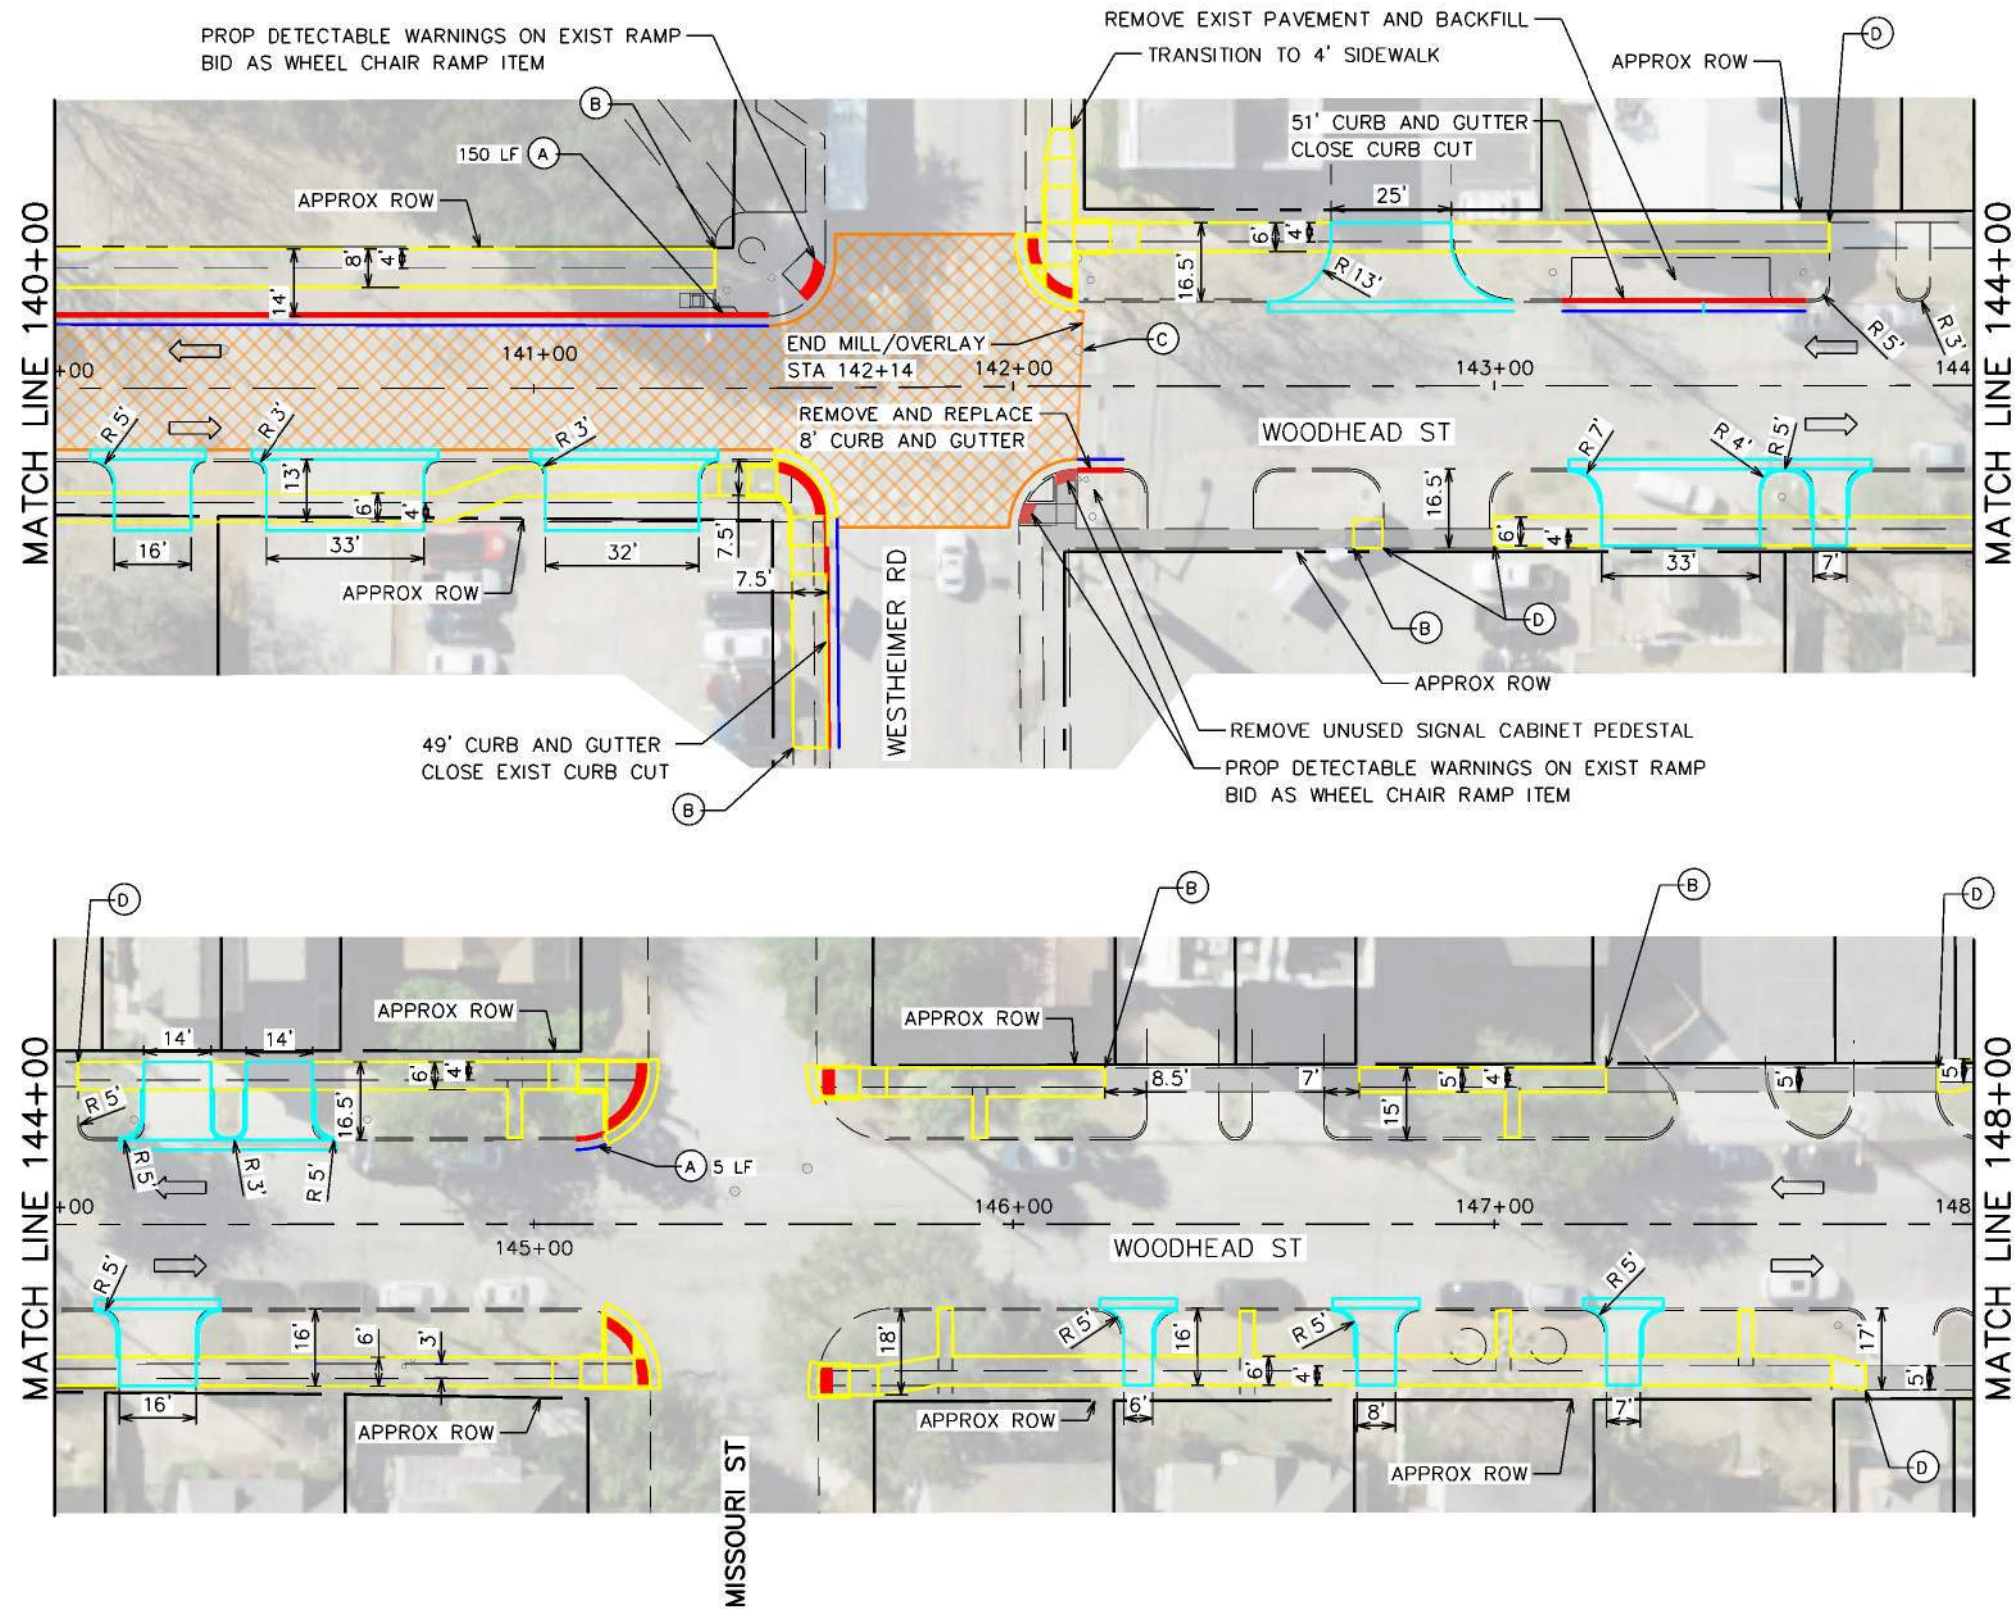 REMOVE EXIST PAVEMENT AND BACKFILL
PROP DETECTABLE WARNINGS ON EXIST RAMP
BID AS WHEEL CHAIR RAMP ITEM
TRANSITION TO 4' SIDEWALK
D
APPROX ROW
B
51' CURB AND GUTTER
CLOSE CURB CUT
150 LF A
APPROX ROW
25'
MATCH LINE 140+00
8'
4'
14'
6'
4'
16.5'
R 13'
R 5'
R 3'
MATCH LINE 144+00
END MILL/OVERLAY
STA 142+14
C
141+00
+00
142+00
143+00
144
REMOVE AND REPLACE
8' CURB AND GUTTER
WOODHEAD ST
R 5'
R 3'
R 3'
R 7'
R 4'
R 5'
13'
6'
4'
7.5'
16.5'
6'
4'
16'
33'
32'
7.5'
33'
7'
APPROX ROW
WESTHEIMER RD
B
D
APPROX ROW
REMOVE UNUSED SIGNAL CABINET PEDESTAL
49' CURB AND GUTTER
CLOSE EXIST CURB CUT
PROP DETECTABLE WARNINGS ON EXIST RAMP
BID AS WHEEL CHAIR RAMP ITEM
B
D
B
B
D
APPROX ROW
APPROX ROW
14'
14'
MATCH LINE 144+00
6'
4'
16.5'
R 5'
8.5'
7'
15'
5'
4'
5'
5'
MATCH LINE 148+00
R 5'
R 3'
R 5'
A 5 LF
+00
145+00
146+00
147+00
148
WOODHEAD ST
R 5'
16'
6'
3'
18'
R 5'
16'
6'
4'
R 5'
R 5'
17'
5'
16'
6'
8'
7'
APPROX ROW
APPROX ROW
APPROX ROW
D
MISSOURI ST